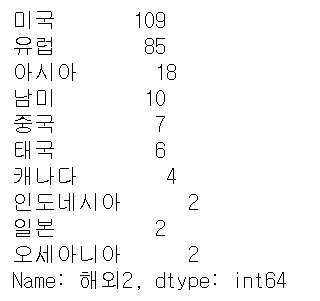 미국 109
유럽 85
아시아 18
남미 10
중국 7
태국 6
캐나다 4
인도네시아 2
일본 2
오세아니아 2
Name: 해외2, dtype: int64